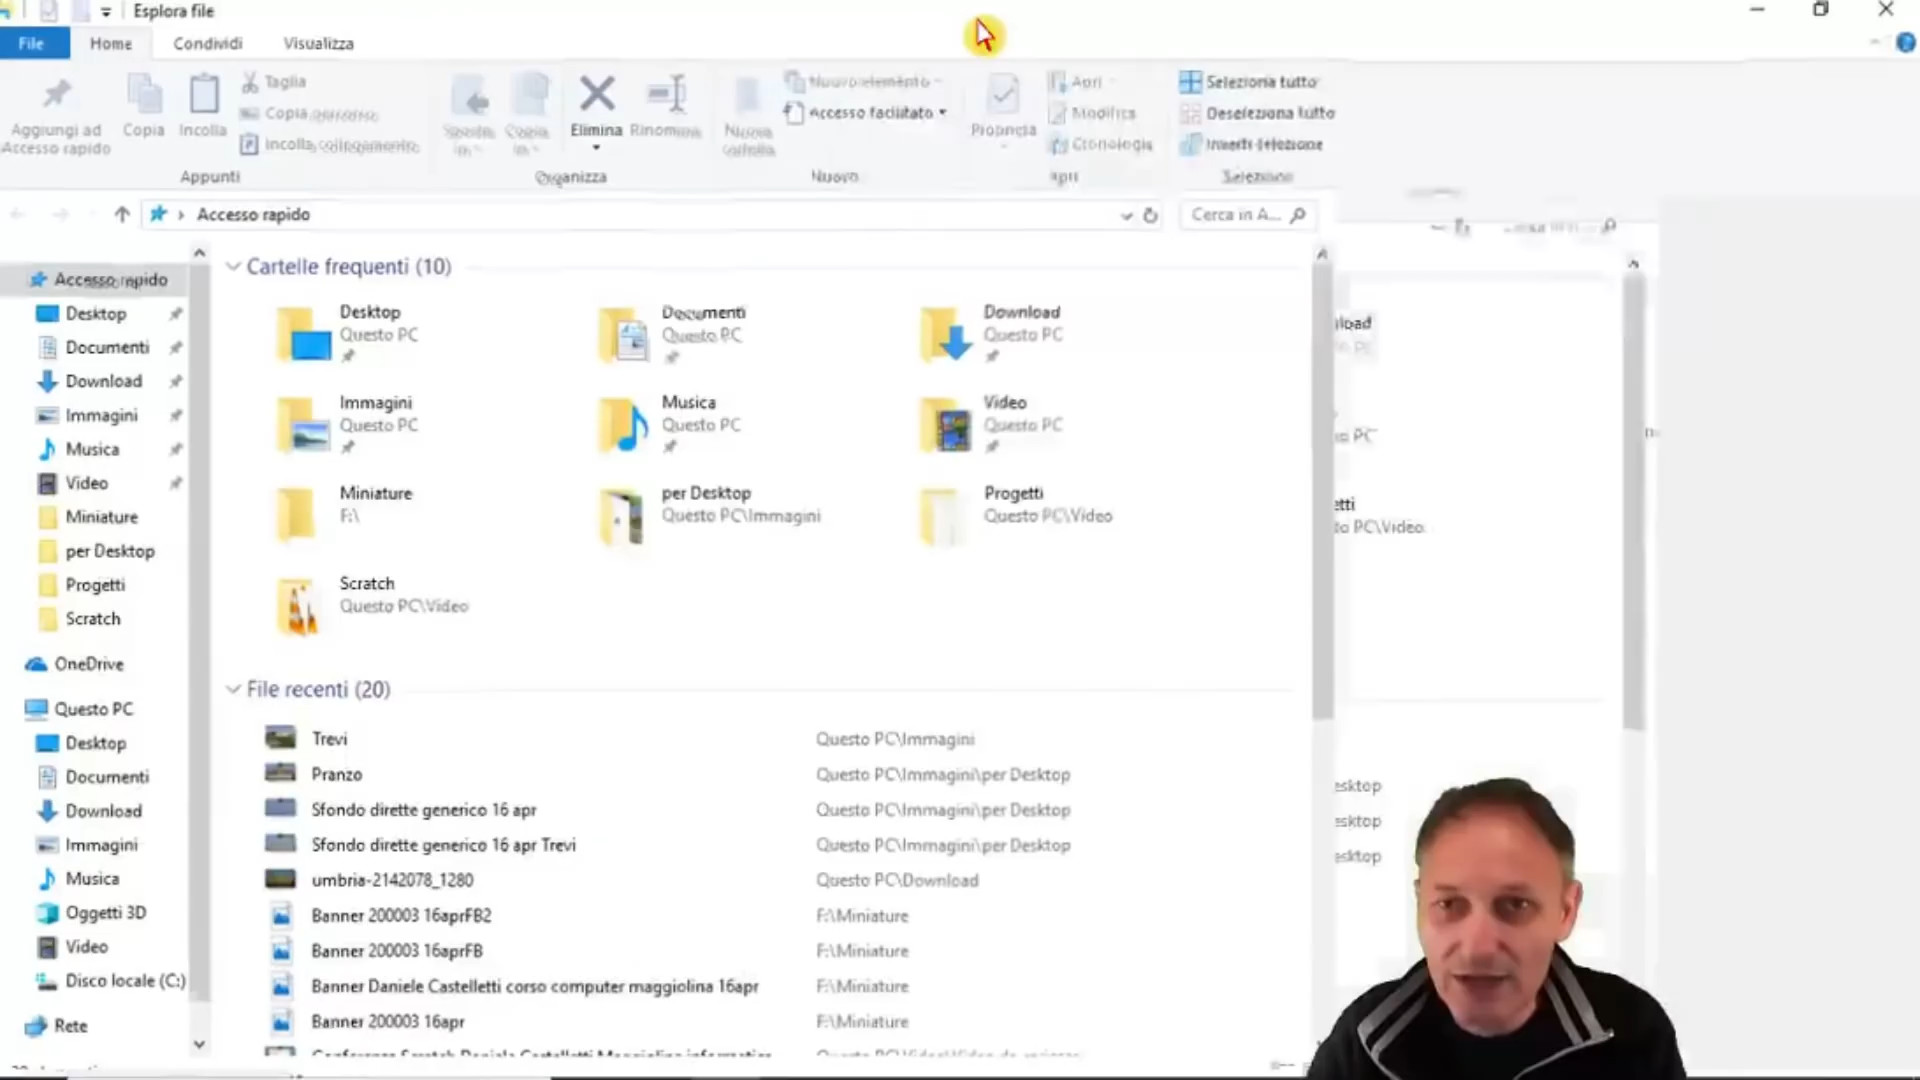 Esplora file
File Home Condividi Visualizza
Aggiungi ad Accesso rapido
Copia
Incolla
Taglia
Copia percorso
Incolla collegamento
Appunti
Elimina
Rinomina
Organizza
Nuova cartella
Nuovo elemento
Accesso facilitato
Nuovo
Proprietà
Apri
Modifica
Cronologia
Apri
Seleziona tutto
Deseleziona tutto
Inverti selezione
Seleziona
Accesso rapido
Cerca in A...
Accesso rapido
Desktop
Documenti
Download
Immagini
Musica
Video
Miniature
per Desktop
Progetti
Scratch
OneDrive
Questo PC
Desktop
Documenti
Download
Immagini
Musica
Oggetti 3D
Video
Disco locale (C:)
Rete
Cartelle frequenti (10)
Desktop
Questo PC
Documenti
Questo PC
Download
Questo PC
Immagini
Questo PC
Musica
Questo PC
Video
Questo PC
Miniature
F:\
per Desktop
Questo PC\Immagini
Progetti
Questo PC\Video
Scratch
Questo PC\Video
File recenti (20)
Trevi Questo PC\Immagini
Pranzo Questo PC\Immagini\per Desktop
Sfondo dirette generico 16 apr Questo PC\Immagini\per Desktop
Sfondo dirette generico 16 apr Trevi Questo PC\Immagini\per Desktop
umbria-2142078_1280 Questo PC\Download
Banner 200003 16aprFB2 F:\Miniature
Banner 200003 16aprFB F:\Miniature
Banner Daniele Castelletti corso computer maggiolina 16apr F:\Miniature
Banner 200003 16apr F:\Miniature